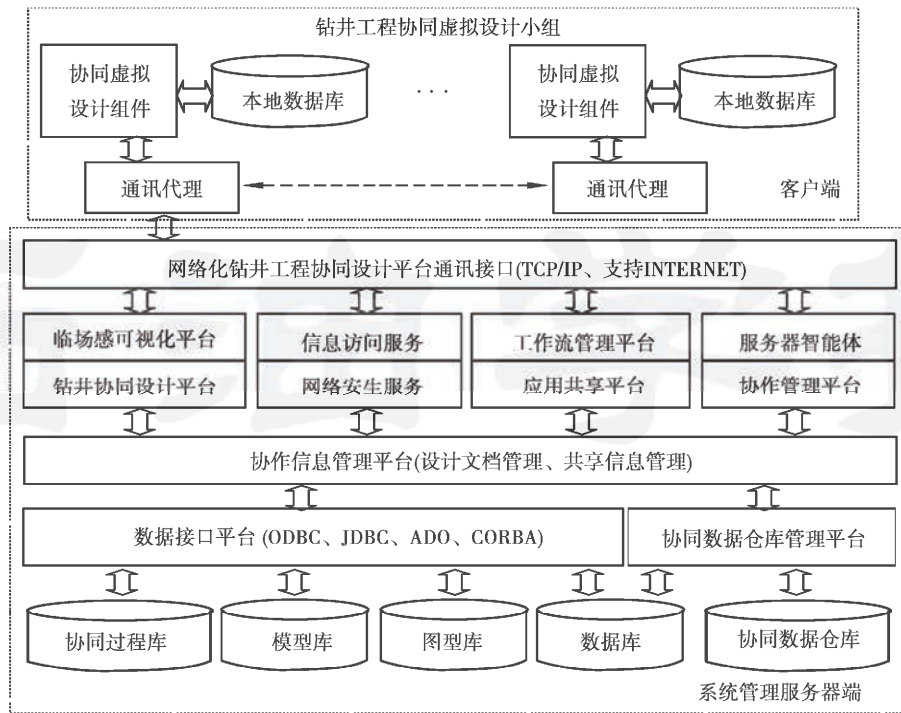 钻井工程协同虚拟设计小组
协同虚拟
设计组件
本地数据库
· · ·
协同虚拟
设计组件
本地数据库
通讯代理
通讯代理
客户端
网络化钻井工程协同设计平台通讯接口(TCP/IP、支持INTERNET)
临场感可视化平台
信息访问服务
工作流管理平台
服务器智能体
钻井协同设计平台
网络安生服务
应用共享平台
协作管理平台
协作信息管理平台(设计文档管理、共享信息管理)
数据接口平台 (ODBC、JDBC、ADO、CORBA)
协同数据仓库管理平台
协同过程库
模型库
图型库
数据库
协同数据仓库
系统管理服务器端